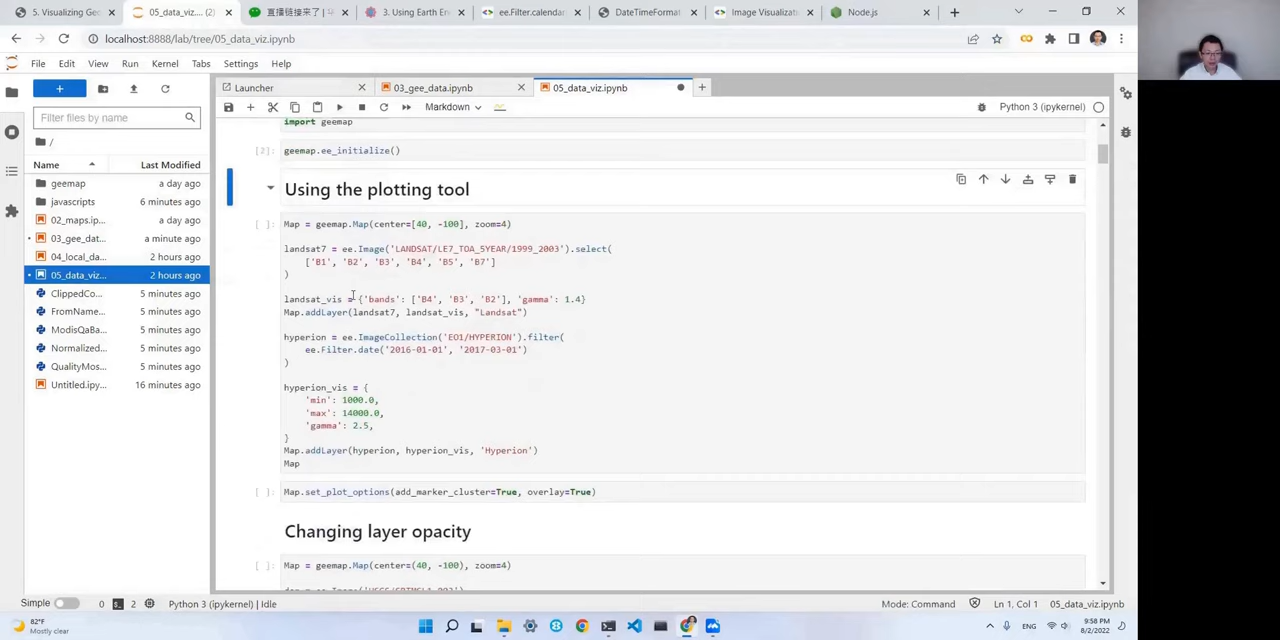 5. Visualizing Ge
05_data_viz.... (2)
直播链接来了 | 
3. Using Earth En
ee.Filter.calendar
DateTimeFormat
Image Visualizati
Node.js
localhost:8888/lab/tree/05_data_viz.ipynb
File Edit View Run Kernel Tabs Settings Help
Launcher
03_gee_data.ipynb
05_data_viz.ipynb
Markdown
Python 3 (ipykernel)
Filter files by name
/
Name Last Modified
geemap a day ago
javascripts 6 minutes ago
02_maps.ip... a day ago
03_gee_dat... a minute ago
04_local_da... 2 hours ago
05_data_viz... 2 hours ago
ClippedCo... 5 minutes ago
FromName... 5 minutes ago
ModisQaBa... 5 minutes ago
Normalized... 5 minutes ago
QualityMos... 5 minutes ago
Untitled.ipy... 16 minutes ago
import geemap
[2]: geemap.ee_initialize()
Using the plotting tool
[ ]: Map = geemap.Map(center=[40, -100], zoom=4)
landsat7 = ee.Image('LANDSAT/LE7_TOA_5YEAR/1999_2003').select(
['B1', 'B2', 'B3', 'B4', 'B5', 'B7']
)
landsat_vis = {'bands': ['B4', 'B3', 'B2'], 'gamma': 1.4}
Map.addLayer(landsat7, landsat_vis, "Landsat")
hyperion = ee.ImageCollection('EO1/HYPERION').filter(
ee.Filter.date('2016-01-01', '2017-03-01')
)
hyperion_vis = {
'min': 1000.0,
'max': 14000.0,
'gamma': 2.5,
}
Map.addLayer(hyperion, hyperion_vis, 'Hyperion')
Map
[ ]: Map.set_plot_options(add_marker_cluster=True, overlay=True)
Changing layer opacity
[ ]: Map = geemap.Map(center=(40, -100), zoom=4)
Simple 0 2 Python 3 (ipykernel) | Idle Mode: Command Ln 1, Col 1 05_data_viz.ipynb
82°F
Mostly clear
ENG
9:58 PM
8/2/2022